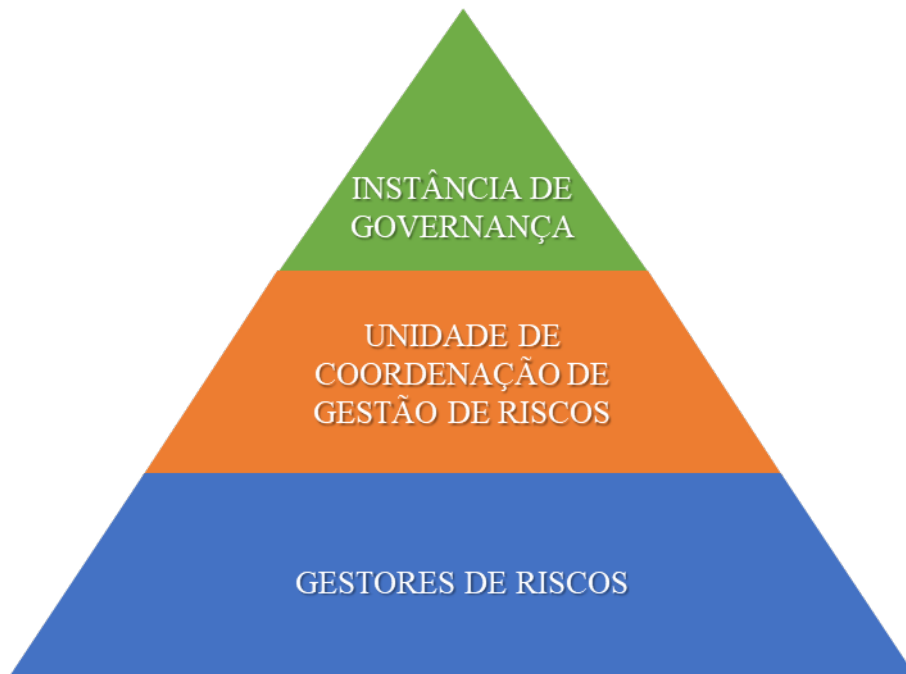 INSTÂNCIA DE
GOVERNANÇA
UNIDADE DE
COORDENAÇÃO DE
GESTÃO DE RISCOS
GESTORES DE RISCOS